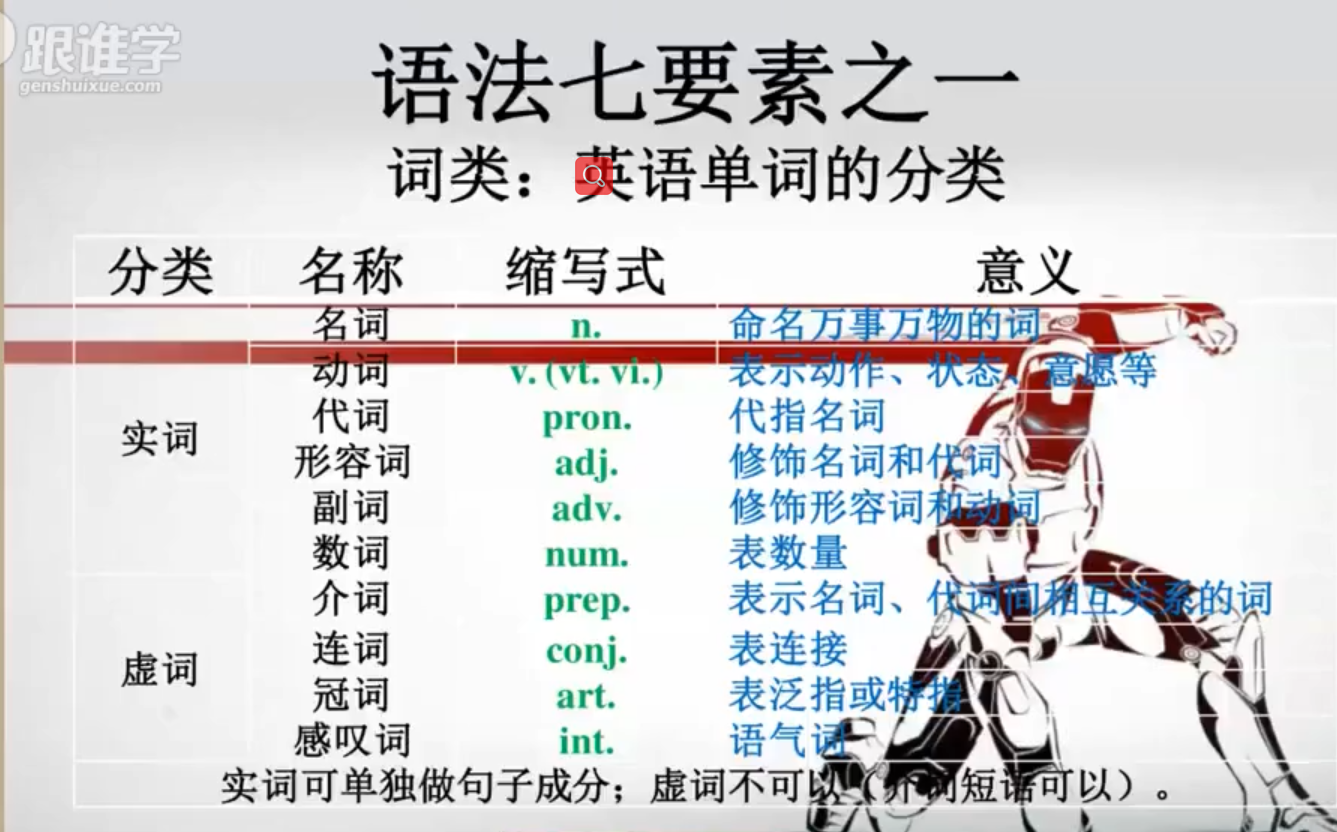 跟谁学
genshuixue.com
语法七要素之一
词类：英语单词的分类
分类 名称 缩写式 意义
名词 n. 命名万事万物的词
动词 v. (vt. vi.) 表示动作、状态、意愿等
代词 pron. 代指名词
实词
形容词 adj. 修饰名词和代词
副词 adv. 修饰形容词和动词
数词 num. 表数量
介词 prep. 表示名词、代词间相互关系的词
连词 conj. 表连接
虚词
冠词 art. 表泛指或特指
感叹词 int. 语气词
实词可单独做句子成分；虚词不可以（介词短语可以）。